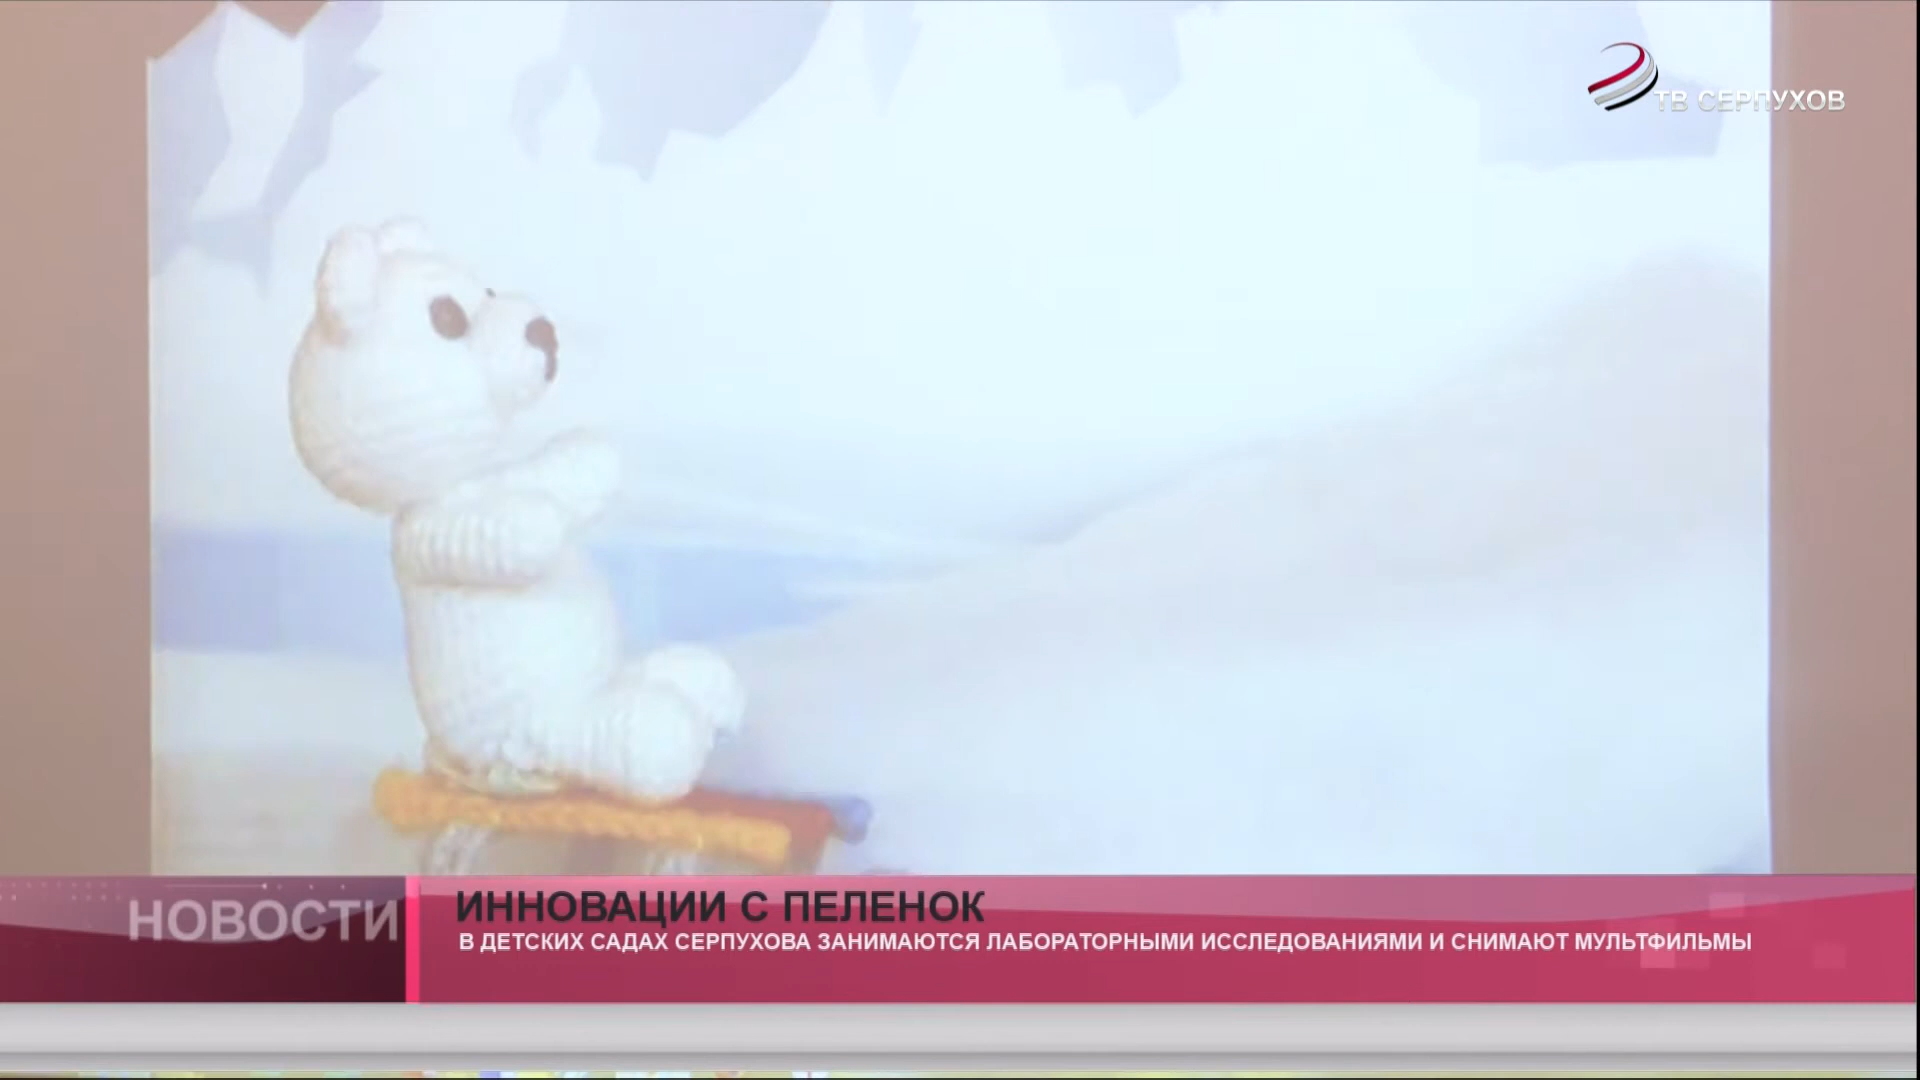 ТВ СЕРПУХОВ
НОВОСТИ
ИННОВАЦИИ С ПЕЛЕНОК
В ДЕТСКИХ САДАХ СЕРПУХОВА ЗАНИМАЮТСЯ ЛАБОРАТОРНЫМИ ИССЛЕДОВАНИЯМИ И СНИМАЮТ МУЛЬТФИЛЬМЫ